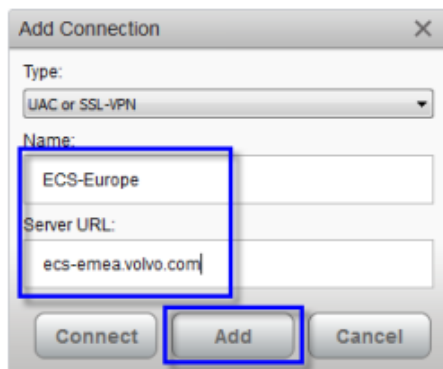 Add Connection
Type:
UAC or SSL-VPN
Name:
ECS-Europe
Server URL:
ecs-emea.volvo.com
Connect Add Cancel